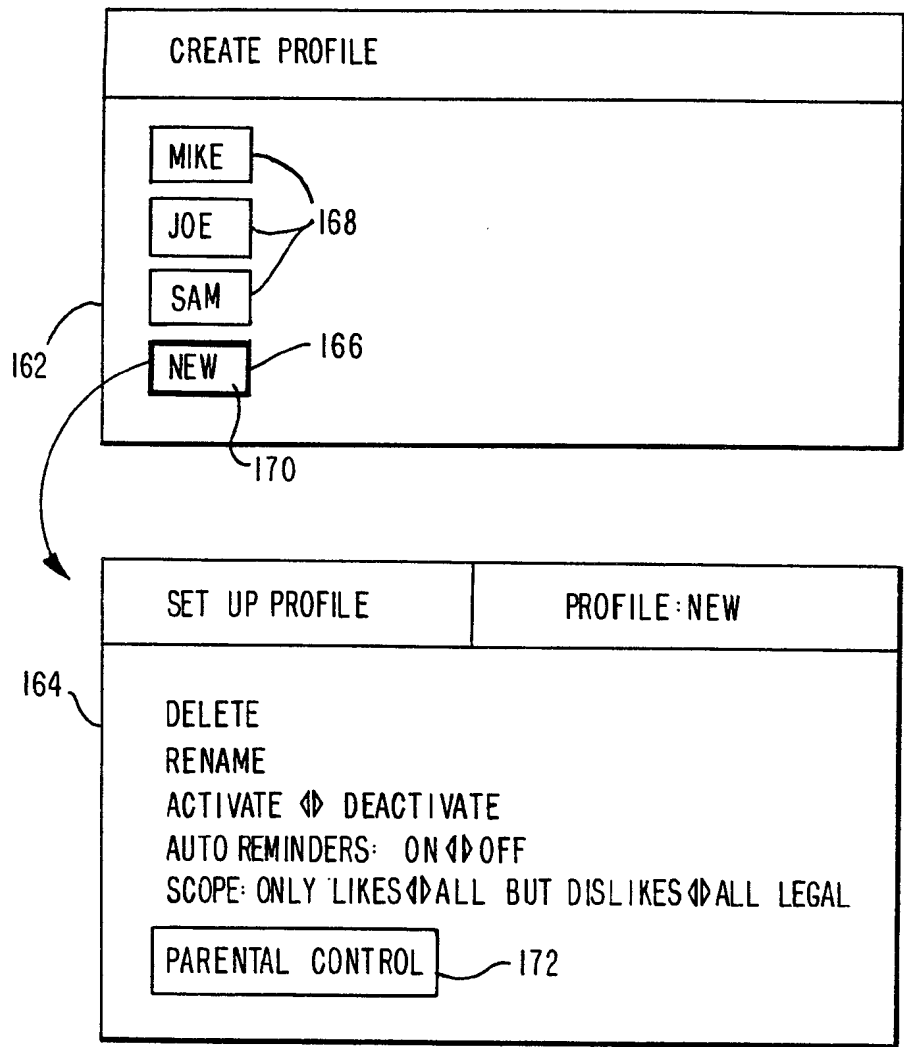 CREATE PROFILE
MIKE
JOE
168
SAM
162
NEW
166
170
SET UP PROFILE
PROFILE:NEW
164
DELETE
RENAME
ACTIVATE ◁▷ DEACTIVATE
AUTO REMINDERS: ON◁▷OFF
SCOPE: ONLY LIKES◁▷ALL BUT DISLIKES◁▷ALL LEGAL
PARENTAL CONTROL
172